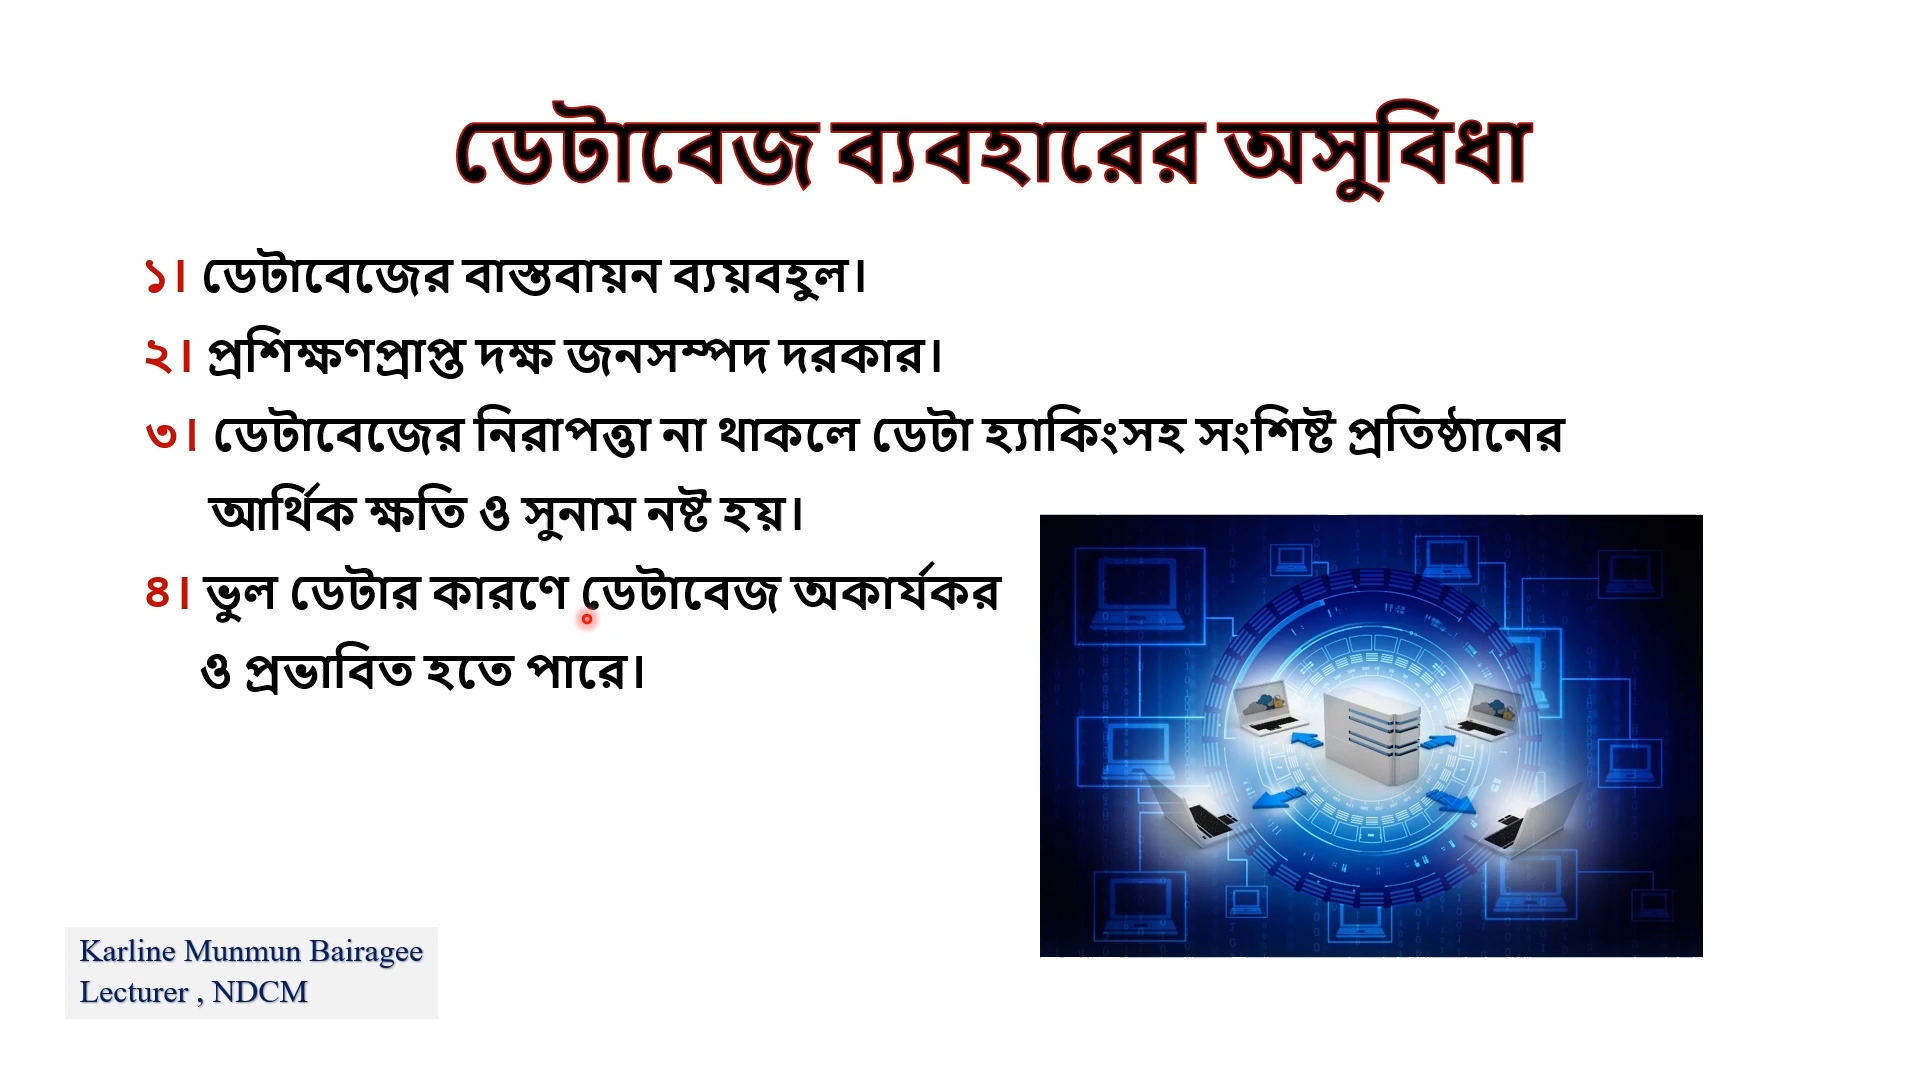 ডেটাবেজ ব্যবহারের অসুবিধা
১। ডেটাবেজের বাস্তবায়ন ব্যয়বহুল।
২। প্রশিক্ষণপ্রাপ্ত দক্ষ জনসম্পদ দরকার।
৩। ডেটাবেজের নিরাপত্তা না থাকলে ডেটা হ্যাকিংসহ সংশিষ্ট প্রতিষ্ঠানের
আর্থিক ক্ষতি ও সুনাম নষ্ট হয়।
৪। ভুল ডেটার কারণে ডেটাবেজ অকার্যকর
ও প্রভাবিত হতে পারে।
Karline Munmun Bairagee
Lecturer , NDCM